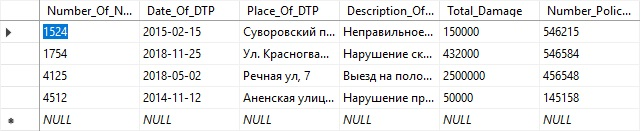 Number_Of_N... Date_Of_DTP Place_Of_DTP Description_Of... Total_Damage Number_Polic...
1524 2015-02-15 Суворовский п... Неправильное... 150000 546215
1754 2018-11-25 Ул. Красногва... Нарушение ск... 432000 546584
4125 2018-05-02 Речная ул, 7 Выезд на поло... 2500000 456548
4512 2014-11-12 Аненская улиц... Нарушение пр... 50000 145158
NULL NULL NULL NULL NULL NULL